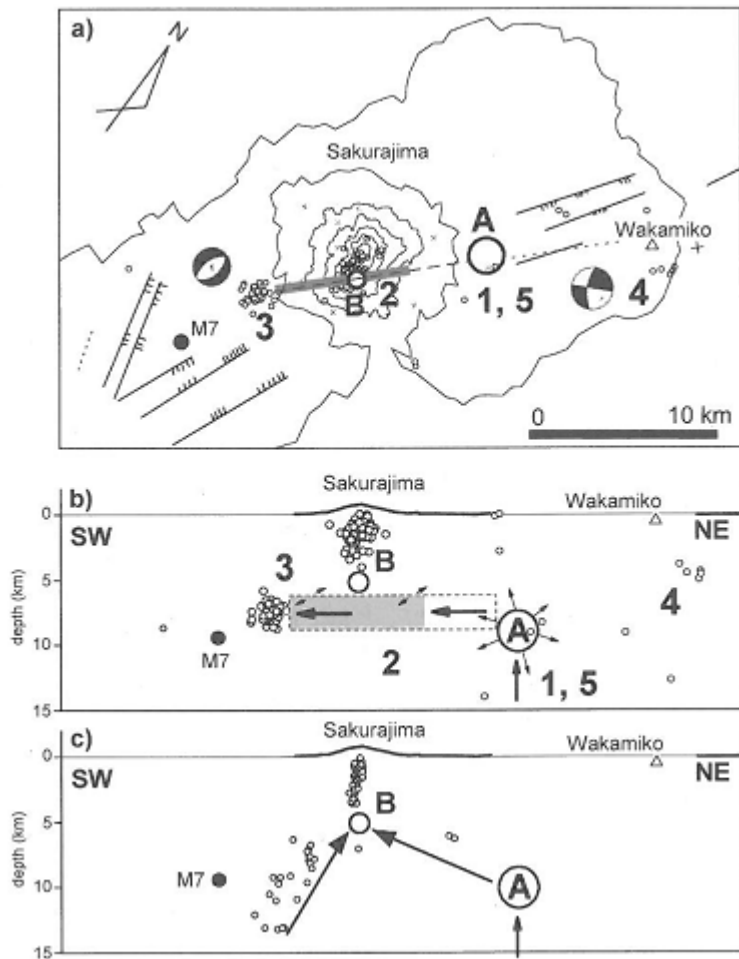 a)
N
Sakurajima
A
Wakamiko
B
2
1, 5
4
3
M7
0 10 km
Sakurajima
b)
Wakamiko
0
SW
NE
B
3
5
4
depth (km)
A
M7
10
2
1, 5
15
Sakurajima
c)
Wakamiko
0
SW
NE
B
5
depth (km)
M7
A
10
15